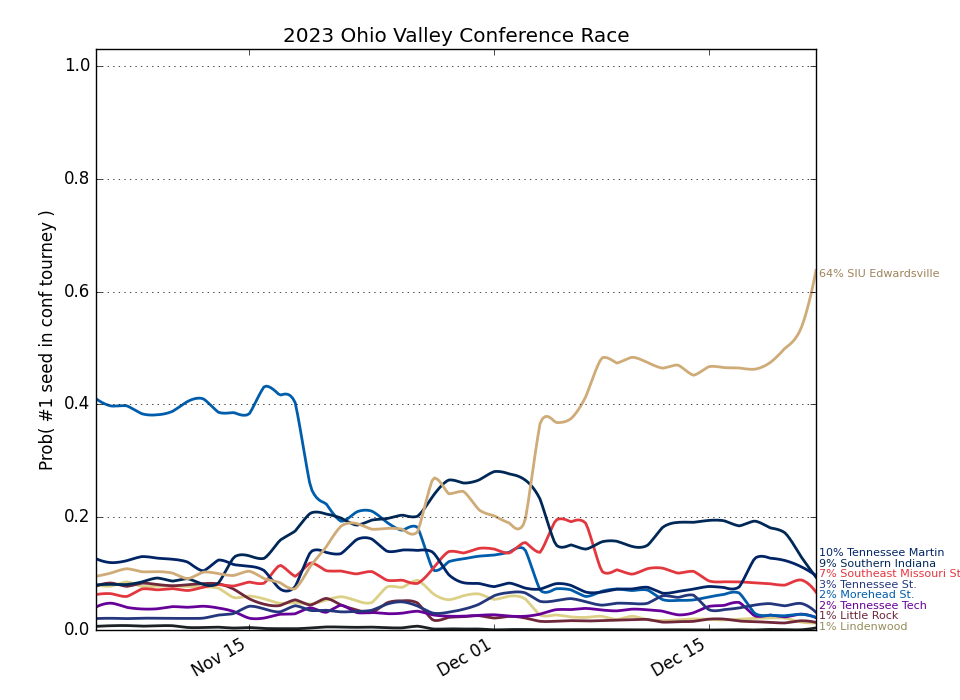 2023 Ohio Valley Conference Race
1.0
0.8
0.6
0.4
0.2
0.0
Prob( #1 seed in conf tourney )
Nov 15
Dec 01
Dec 15
64% SIU Edwardsville
10% Tennessee Martin
9% Southern Indiana
7% Southeast Missouri St
3% Tennessee St.
2% Morehead St.
2% Tennessee Tech
1% Little Rock
1% Lindenwood